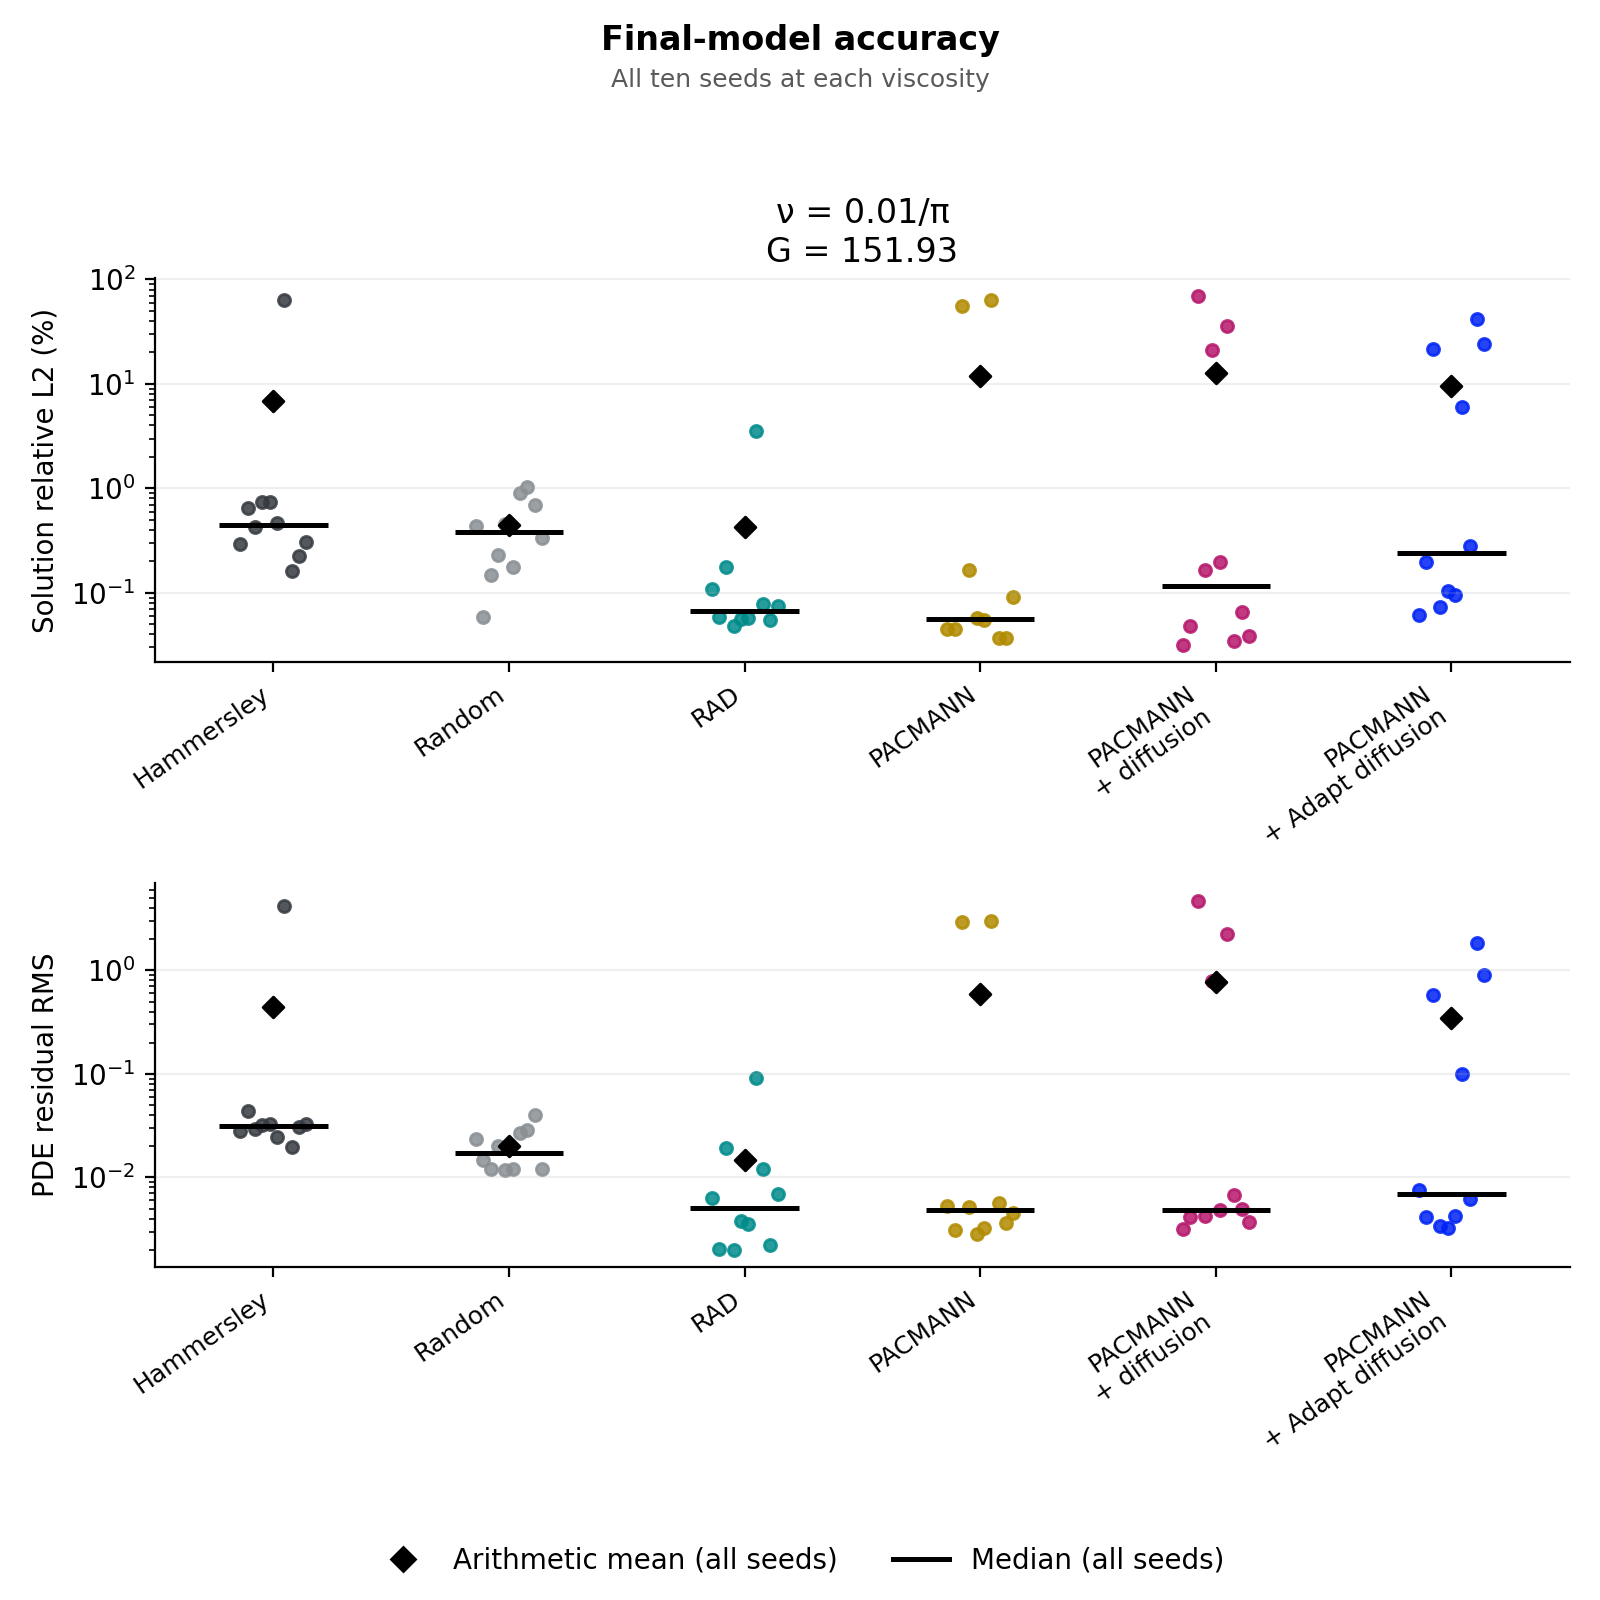 Final-model accuracy
All ten seeds at each viscosity
ν = 0.01/π
G = 151.93
Solution relative L2 (%)
10²
10¹
10⁰
10⁻¹
Hammersley
Random
RAD
PACMANN
PACMANN
+ diffusion
PACMANN
+ Adapt diffusion
PDE residual RMS
10⁰
10⁻¹
10⁻²
Hammersley
Random
RAD
PACMANN
PACMANN
+ diffusion
PACMANN
+ Adapt diffusion
Arithmetic mean (all seeds)
Median (all seeds)